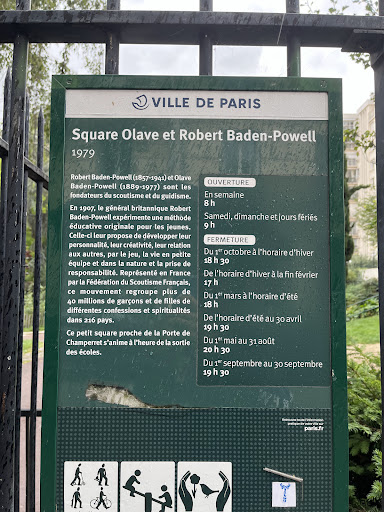 VILLE DE PARIS
Square Olave et Robert Baden-Powell
1979
Robert Baden-Powell (1857-1941) et Olave
Baden-Powell (1889-1977) sont les
fondateurs du scoutisme et du guidisme.
En 1907, le général britannique Robert
Baden-Powell expérimente une méthode
éducative originale pour les jeunes.
Celle-ci leur propose de développer leur
personnalité, leur créativité, leur relation
aux autres, par le jeu, la vie en petite
équipe et dans la nature et la prise de
responsabilité. Représenté en France
par la Fédération du Scoutisme Français,
ce mouvement regroupe plus de
40 millions de garçons et de filles de
différentes confessions et spiritualités
dans 216 pays.
Ce petit square proche de la Porte de
Champerret s'anime à l'heure de la sortie
des écoles.
OUVERTURE
En semaine
8 h
Samedi, dimanche et jours fériés
9 h
FERMETURE
Du 1er octobre à l'horaire d'hiver
18 h 30
De l'horaire d'hiver à la fin février
17 h
Du 1er mars à l'horaire d'été
18 h
De l'horaire d'été au 30 avril
19 h 30
Du 1er mai au 31 août
20 h 30
Du 1er septembre au 30 septembre
19 h 30
paris.fr